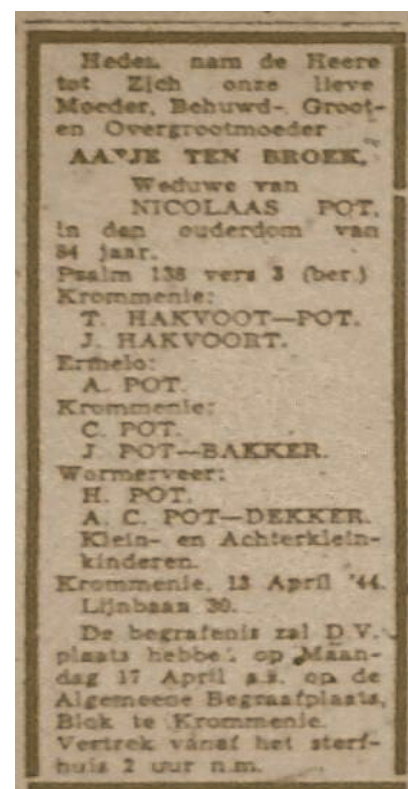 Heden nam de Heere
tot Zich onze lieve
Moeder, Behuwd-, Groot-
en Overgrootmoeder
AAFJE TEN BROEK,
Weduwe van
NICOLAAS POT,
in den ouderdom van
84 jaar.
Psalm 138 vers 3 (ber.)
Krommenie:
T. HAKVOOT—POT.
J. HAKVOORT.
Ermelo:
A. POT.
Krommenie:
C. POT.
J. POT—BAKKER.
Wormerveer:
H. POT.
A. C. POT—DEKKER.
Klein- en Achterklein-
kinderen.
Krommenie, 13 April '44.
Lijnbaan 30.
De begrafenis zal D.V.
plaats hebben op Maan-
dag 17 April a.s. op de
Algemeene Begraafplaats,
Blok te Krommenie.
Vertrek vanaf het sterf-
huis 2 uur n.m.